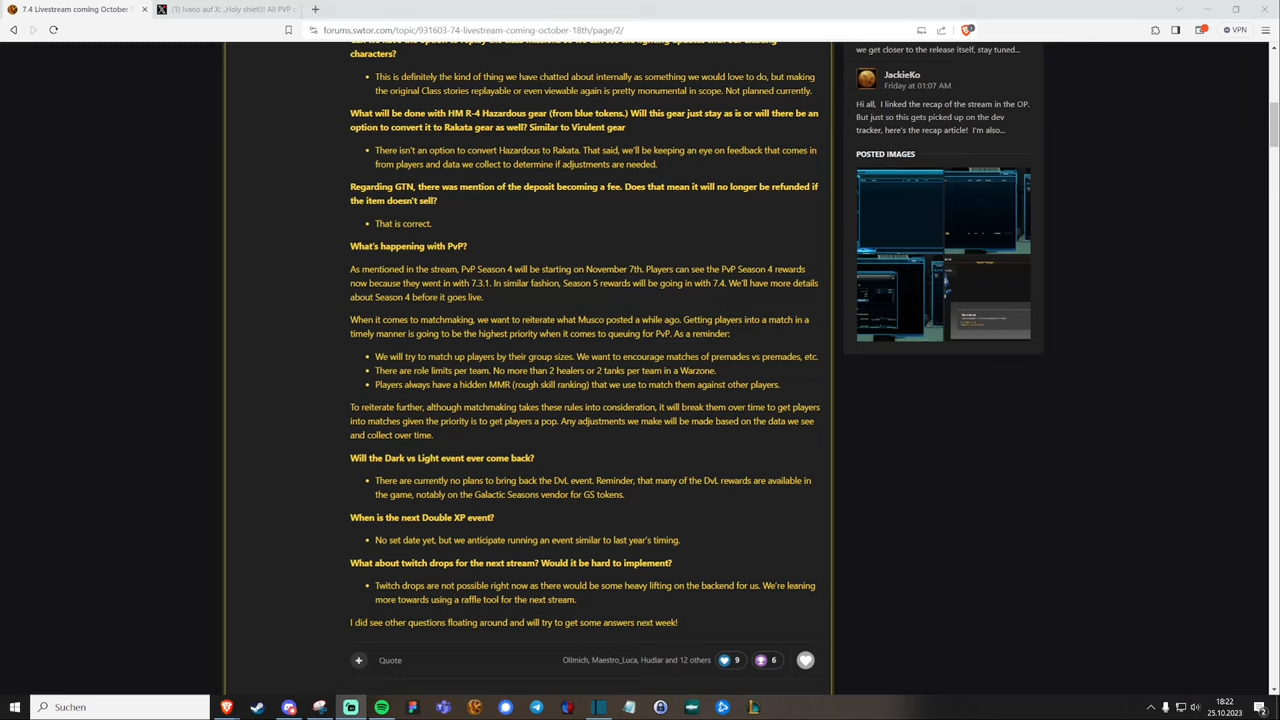 7.4 Livestream coming October 1
(1) Ivano auf X: „Holy shiet!!! All PVP c
forums.swtor.com/topic/931603-74-livestream-coming-october-18th/page/2/
VPN
characters?
This is definitely the kind of thing we have chatted about internally as something we would love to do, but making
the original Class stories replayable or even viewable again is pretty monumental in scope. Not planned currently.
What will be done with HM R-4 Hazardous gear (from blue tokens.) Will this gear just stay as is or will there be an
option to convert it to Rakata gear as well? Similar to Virulent gear
There isn't an option to convert Hazardous to Rakata. That said, we'll be keeping an eye on feedback that comes in
from players and data we collect to determine if adjustments are needed.
Regarding GTN, there was mention of the deposit becoming a fee. Does that mean it will no longer be refunded if
the item doesn't sell?
That is correct.
What's happening with PvP?
As mentioned in the stream, PvP Season 4 will be starting on November 7th. Players can see the PvP Season 4 rewards
now because they went in with 7.3.1. In similar fashion, Season 5 rewards will be going in with 7.4. We'll have more details
about Season 4 before it goes live.
When it comes to matchmaking, we want to reiterate what Musco posted a while ago. Getting players into a match in a
timely manner is going to be the highest priority when it comes to queuing for PvP. As a reminder:
We will try to match up players by their group sizes. We want to encourage matches of premades vs premades, etc.
There are role limits per team. No more than 2 healers or 2 tanks per team in a Warzone.
Players always have a hidden MMR (rough skill ranking) that we use to match them against other players.
To reiterate further, although matchmaking takes these rules into consideration, it will break them over time to get players
into matches given the priority is to get players a pop. Any adjustments we make will be made based on the data we see
and collect over time.
Will the Dark vs Light event ever come back?
There are currently no plans to bring back the DvL event. Reminder, that many of the DvL rewards are available in
the game, notably on the Galactic Seasons vendor for GS tokens.
When is the next Double XP event?
No set date yet, but we anticipate running an event similar to last year's timing.
What about twitch drops for the next stream? Would it be hard to implement?
Twitch drops are not possible right now as there would be some heavy lifting on the backend for us. We're leaning
more towards using a raffle tool for the next stream.
I did see other questions floating around and will try to get some answers next week!
Quote
Ollmich, Maestro_Luca, Hudlar and 12 others
9
6
we get closer to the release itself, stay tuned...
JackieKo
Friday at 01:07 AM
Hi all, I linked the recap of the stream in the OP.
But just so this gets picked up on the dev
tracker, here's the recap article! I'm also...
POSTED IMAGES
Suchen
18:22
25.10.2023
2